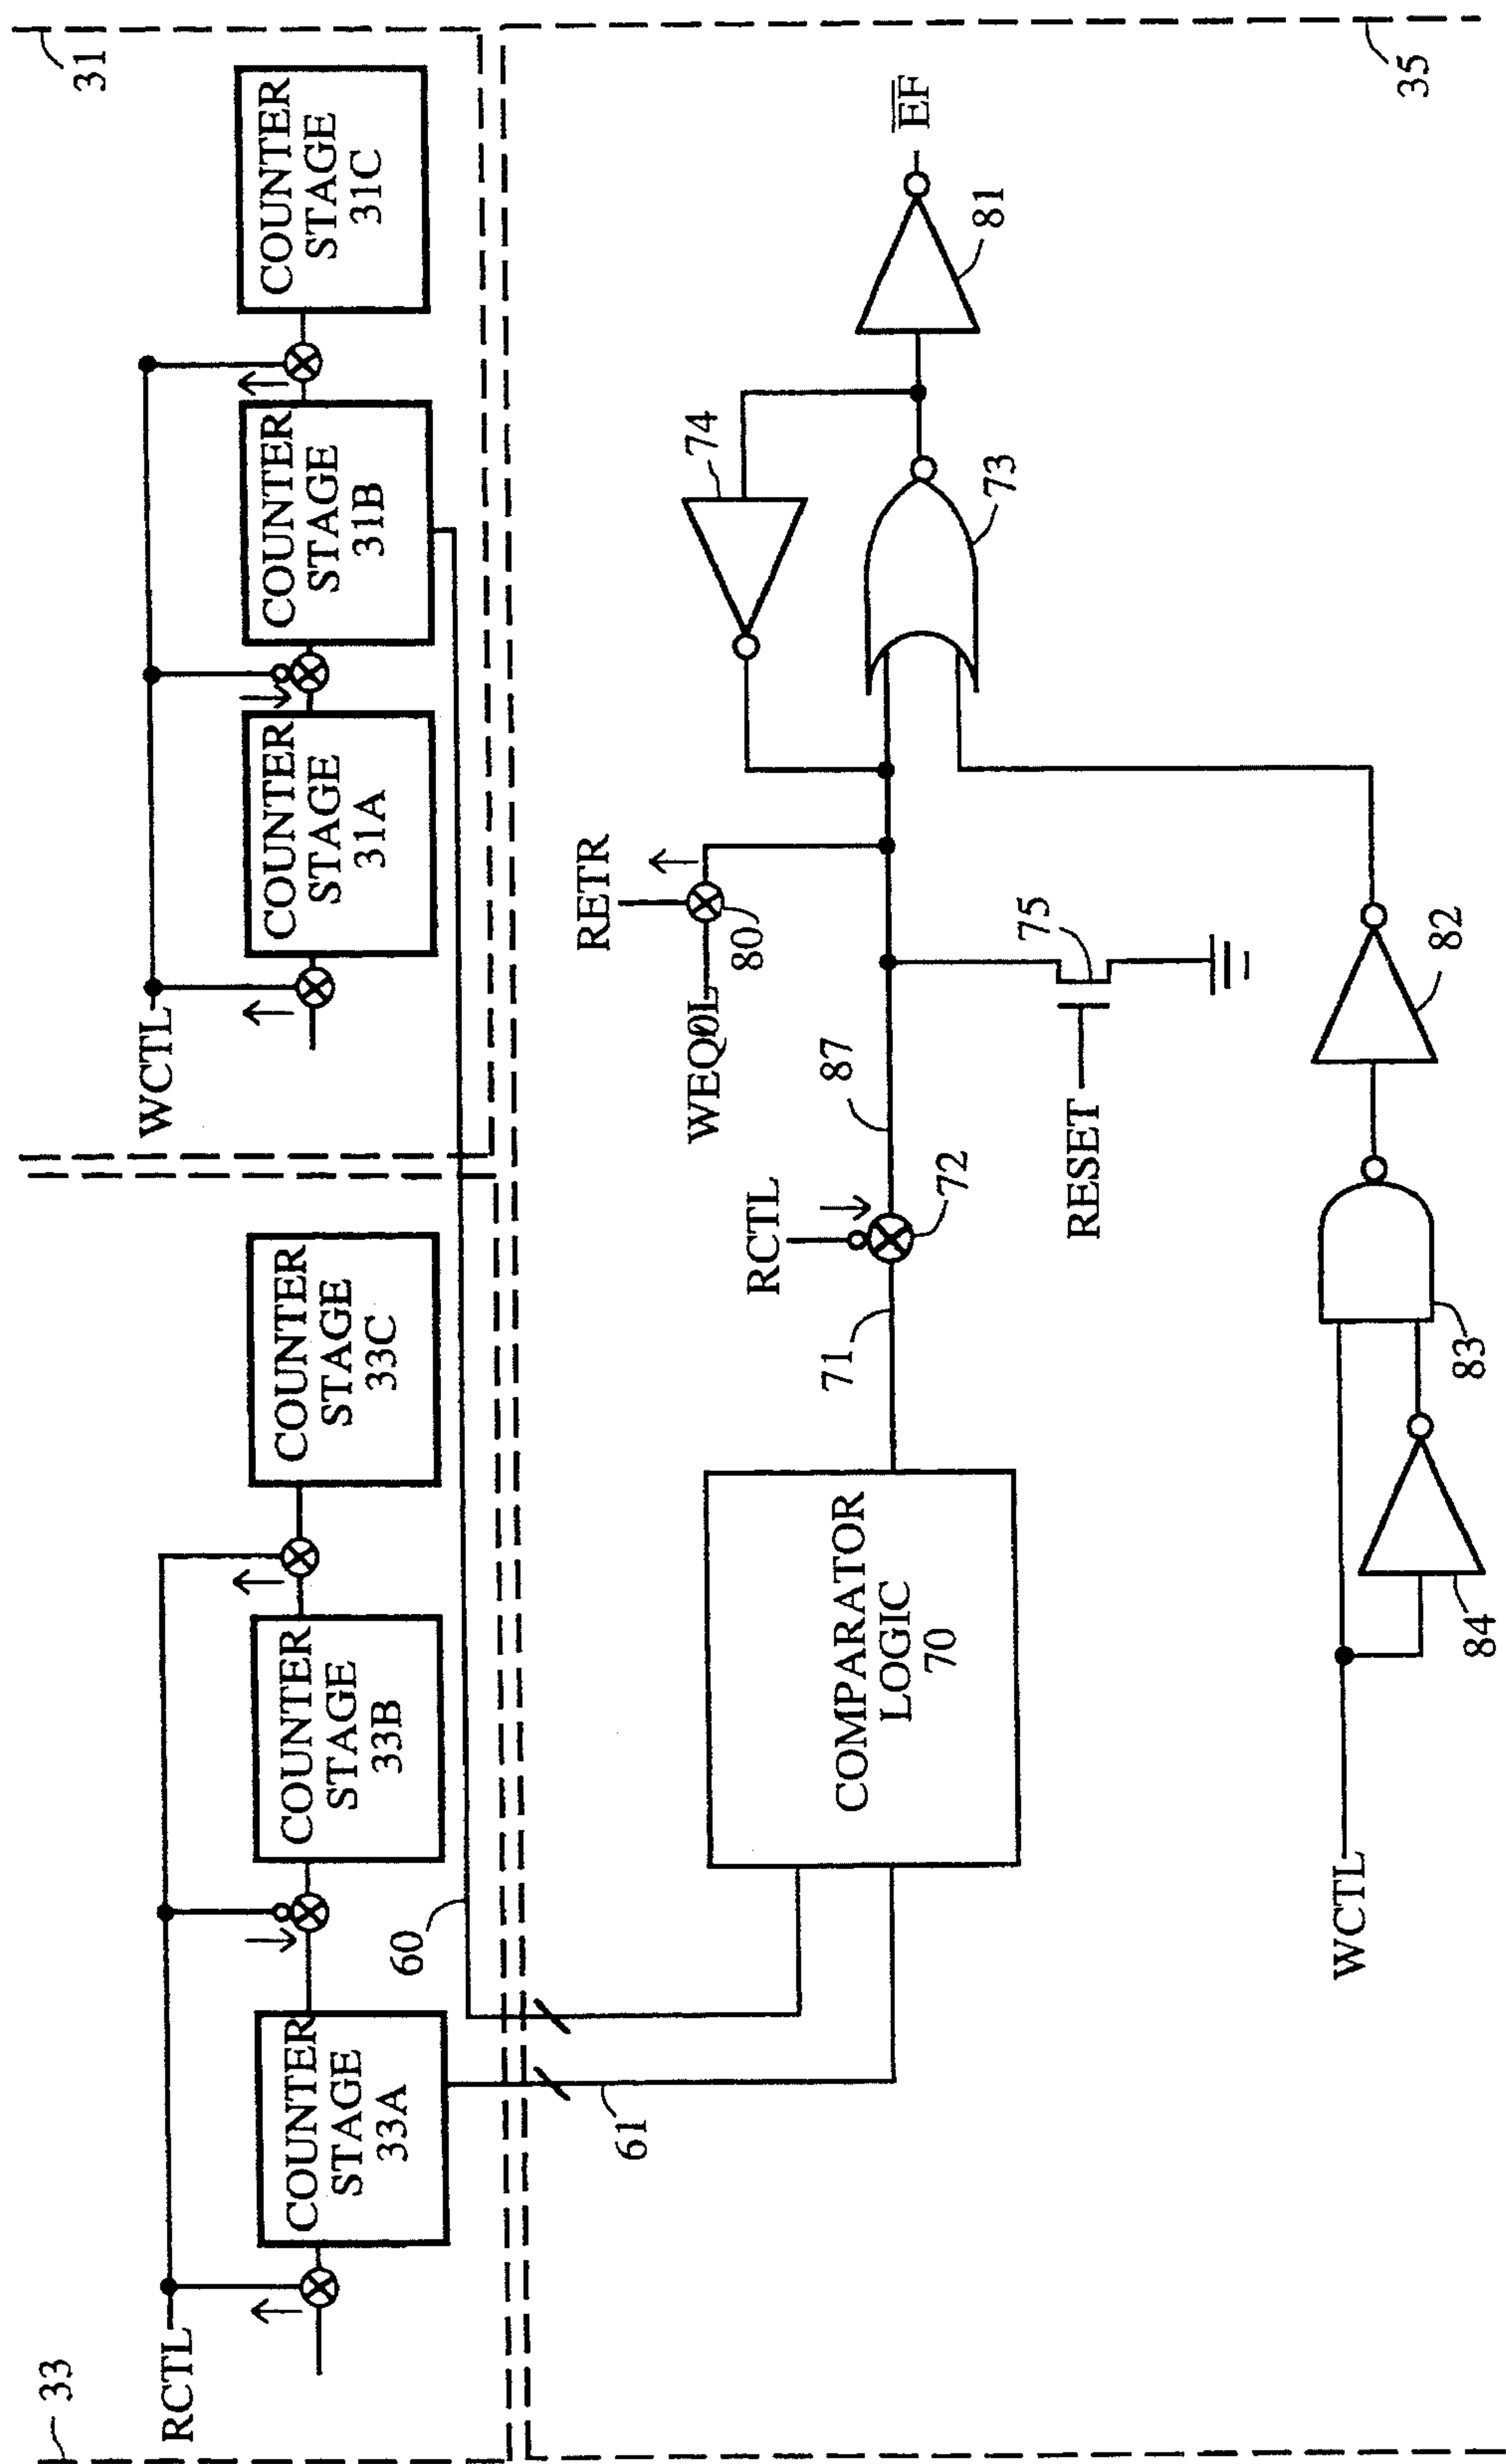 33
31
RCTL
WCTL
COUNTER
STAGE
33A
COUNTER
STAGE
33B
COUNTER
STAGE
33C
COUNTER
STAGE
31A
COUNTER
STAGE
31B
COUNTER
STAGE
31C
60
61
RETR
WEQ0L
80
74
RCTL
71
72
87
COMPARATOR
LOGIC
70
73
81
EF
RESET
75
WCTL
84
83
82
35